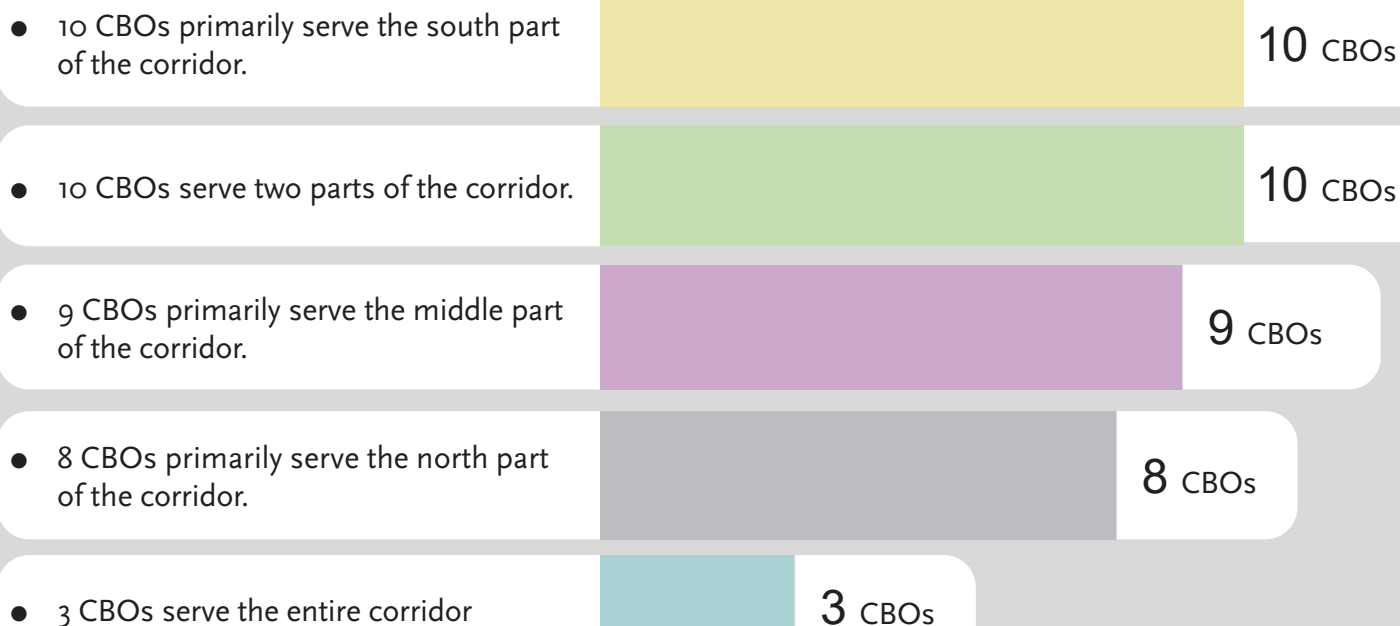 • 10 CBOs primarily serve the south part
of the corridor.
10 CBOs
• 10 CBOs serve two parts of the corridor.
10 CBOs
• 9 CBOs primarily serve the middle part
of the corridor.
9 CBOs
• 8 CBOs primarily serve the north part
of the corridor.
8 CBOs
• 3 CBOs serve the entire corridor
3 CBOs